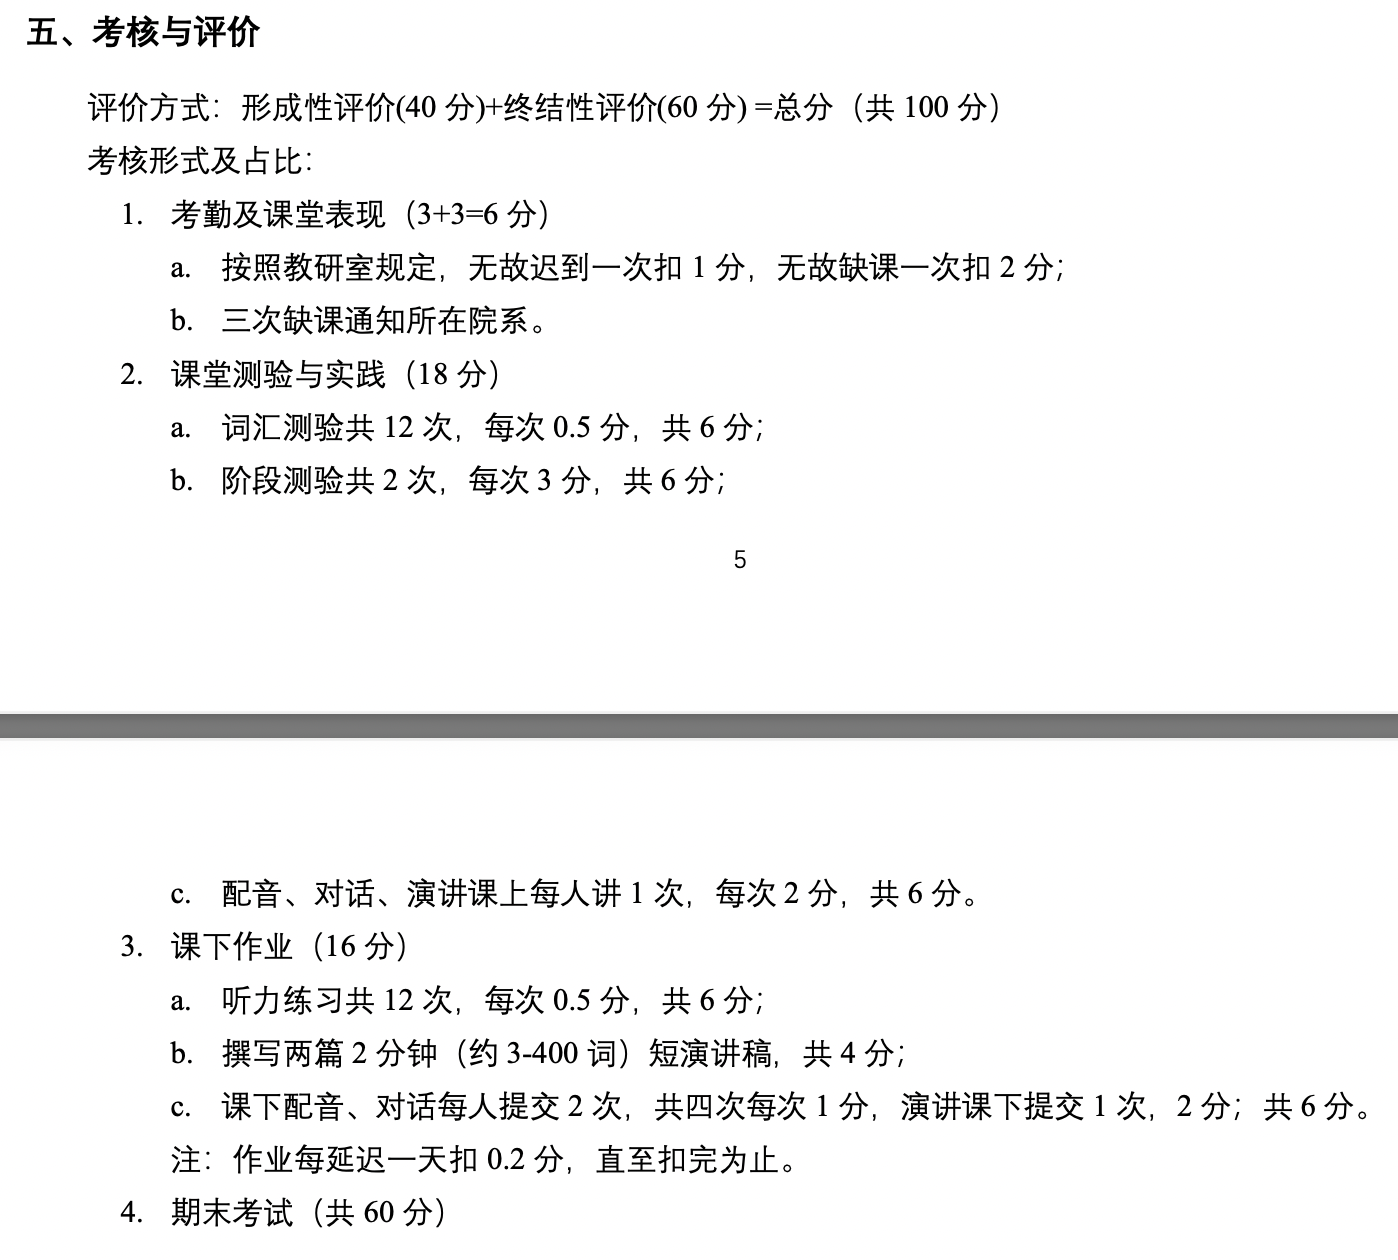 五、考核与评价
评价方式：形成性评价(40 分)+终结性评价(60 分) =总分（共 100 分）
考核形式及占比：
1. 考勤及课堂表现（3+3=6 分）
a. 按照教研室规定，无故迟到一次扣 1 分，无故缺课一次扣 2 分；
b. 三次缺课通知所在院系。
2. 课堂测验与实践（18 分）
a. 词汇测验共 12 次，每次 0.5 分，共 6 分；
b. 阶段测验共 2 次，每次 3 分，共 6 分；
5
c. 配音、对话、演讲课上每人讲 1 次，每次 2 分，共 6 分。
3. 课下作业（16 分）
a. 听力练习共 12 次，每次 0.5 分，共 6 分；
b. 撰写两篇 2 分钟（约 3-400 词）短演讲稿，共 4 分；
c. 课下配音、对话每人提交 2 次，共四次每次 1 分，演讲课下提交 1 次，2 分；共 6 分。
注：作业每延迟一天扣 0.2 分，直至扣完为止。
4. 期末考试（共 60 分）